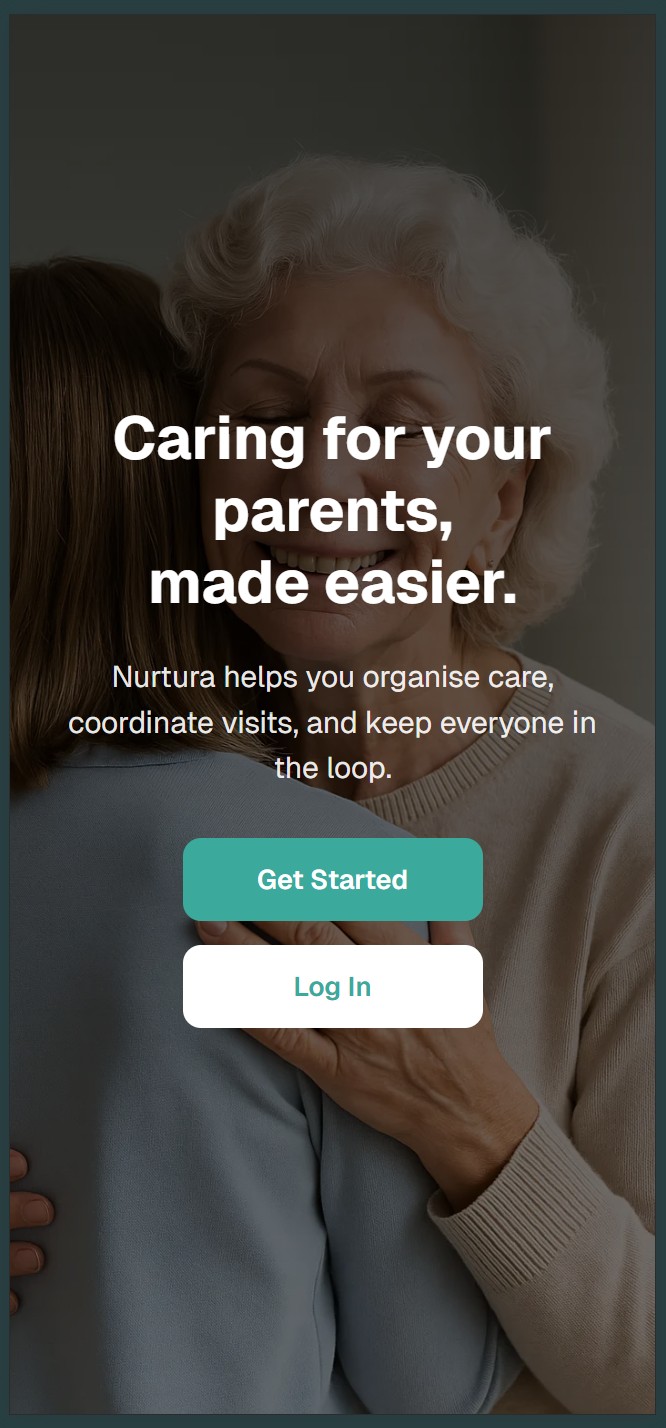 Caring for your
parents,
made easier.
Nurtura helps you organise care,
coordinate visits, and keep everyone in
the loop.
Get Started
Log In